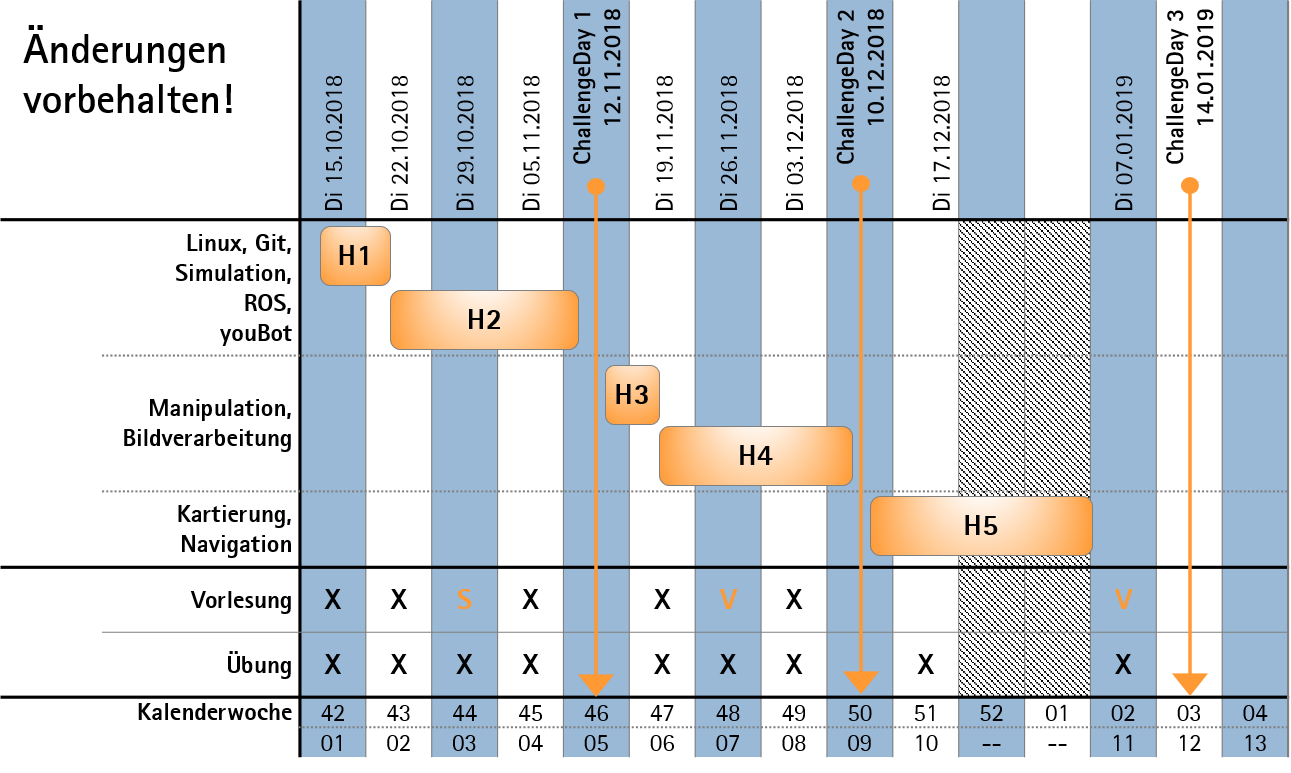 Änderungen
vorbehalten!
Di 15.10.2018
Di 22.10.2018
Di 29.10.2018
Di 05.11.2018
ChallengeDay 1
12.11.2018
Di 19.11.2018
Di 26.11.2018
Di 03.12.2018
ChallengeDay 2
10.12.2018
Di 17.12.2018
Di 07.01.2019
ChallengeDay 3
14.01.2019
Linux, Git,
Simulation,
ROS,
youBot
H1
H2
Manipulation,
Bildverarbeitung
H3
H4
Kartierung,
Navigation
H5
Vorlesung X X S X X V X V
Übung X X X X X X X X X
Kalenderwoche 42 43 44 45 46 47 48 49 50 51 52 01 02 03 04
01 02 03 04 05 06 07 08 09 10 -- -- 11 12 13